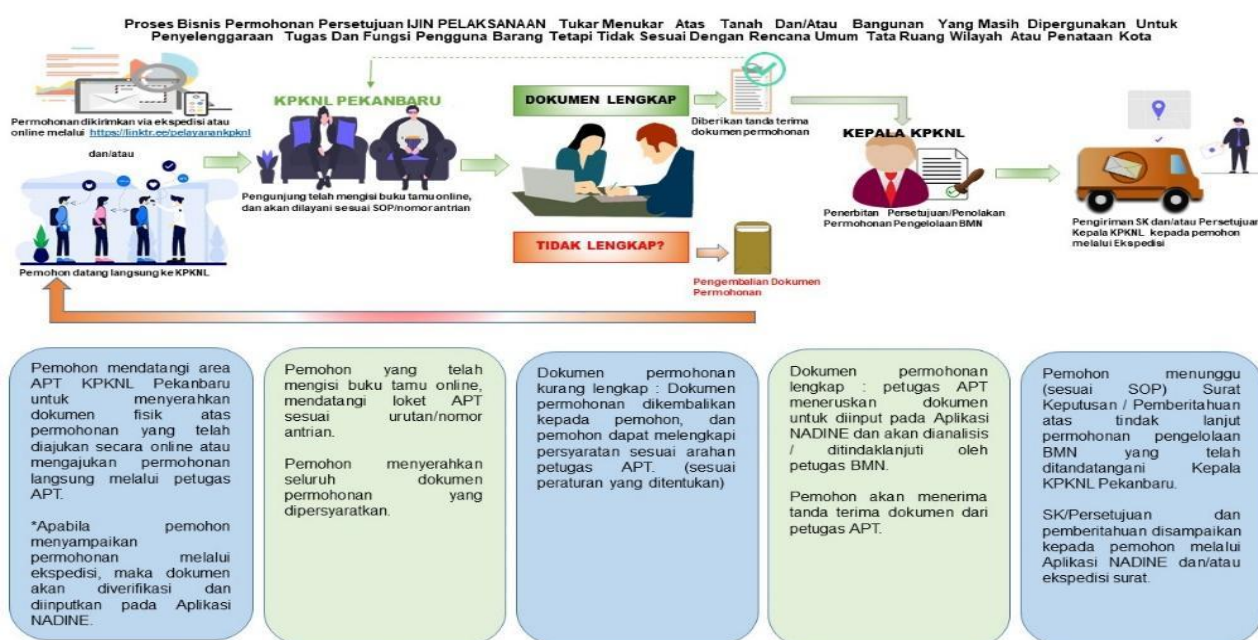 Proses Bisnis Permohonan Persetujuan IJIN PELAKSANAAN Tukar Menukar Atas Tanah Dan/Atau Bangunan Yang Masih Dipergunakan Untuk
Penyelenggaraan Tugas Dan Fungsi Pengguna Barang Tetapi Tidak Sesuai Dengan Rencana Umum Tata Ruang Wilayah Atau Penataan Kota
Permohonan dikirimkan via ekspedisi atau
online melalui https://linktr.ee/pelayanankpknl
dan/atau
Pemohon datang langsung ke KPKNL
KPKNL PEKANBARU
Pengunjung telah mengisi buku tamu online,
dan akan dilayani sesuai SOP/nomor antrian
DOKUMEN LENGKAP
TIDAK LENGKAP?
Diberikan tanda terima
dokumen permohonan
Pengembalian Dokumen
Permohonan
KEPALA KPKNL
Penerbitan Persetujuan/Penolakan
Permohonan Pengelolaan BMN
Pengiriman SK dan/atau Persetujuan
Kepala KPKNL kepada pemohon
melalui Ekspedisi
Pemohon mendatangi area
APT KPKNL Pekanbaru
untuk menyerahkan
dokumen fisik atas
permohonan yang telah
diajukan secara online atau
mengajukan permohonan
langsung melalui petugas
APT.
*Apabila pemohon
menyampaikan
permohonan melalui
ekspedisi, maka dokumen
akan diverifikasi dan
diinputkan pada Aplikasi
NADINE.
Pemohon yang telah
mengisi buku tamu online,
mendatangi loket APT
sesuai urutan/nomor
antrian.
Pemohon menyerahkan
seluruh dokumen
permohonan yang
dipersyaratkan.
Dokumen permohonan
kurang lengkap : Dokumen
permohonan dikembalikan
kepada pemohon, dan
pemohon dapat melengkapi
persyaratan sesuai arahan
petugas APT. (sesuai
peraturan yang ditentukan)
Dokumen permohonan
lengkap : petugas APT
meneruskan dokumen
untuk diinput pada Aplikasi
NADINE dan akan dianalisis
/ ditindaklanjuti oleh
petugas BMN.
Pemohon akan menerima
tanda terima dokumen dari
petugas APT.
Pemohon menunggu
(sesuai SOP) Surat
Keputusan / Pemberitahuan
atas tindak lanjut
permohonan pengelolaan
BMN yang telah
ditandatangani Kepala
KPKNL Pekanbaru.
SK/Persetujuan dan
pemberitahuan disampaikan
kepada pemohon melalui
Aplikasi NADINE dan/atau
ekspedisi surat.